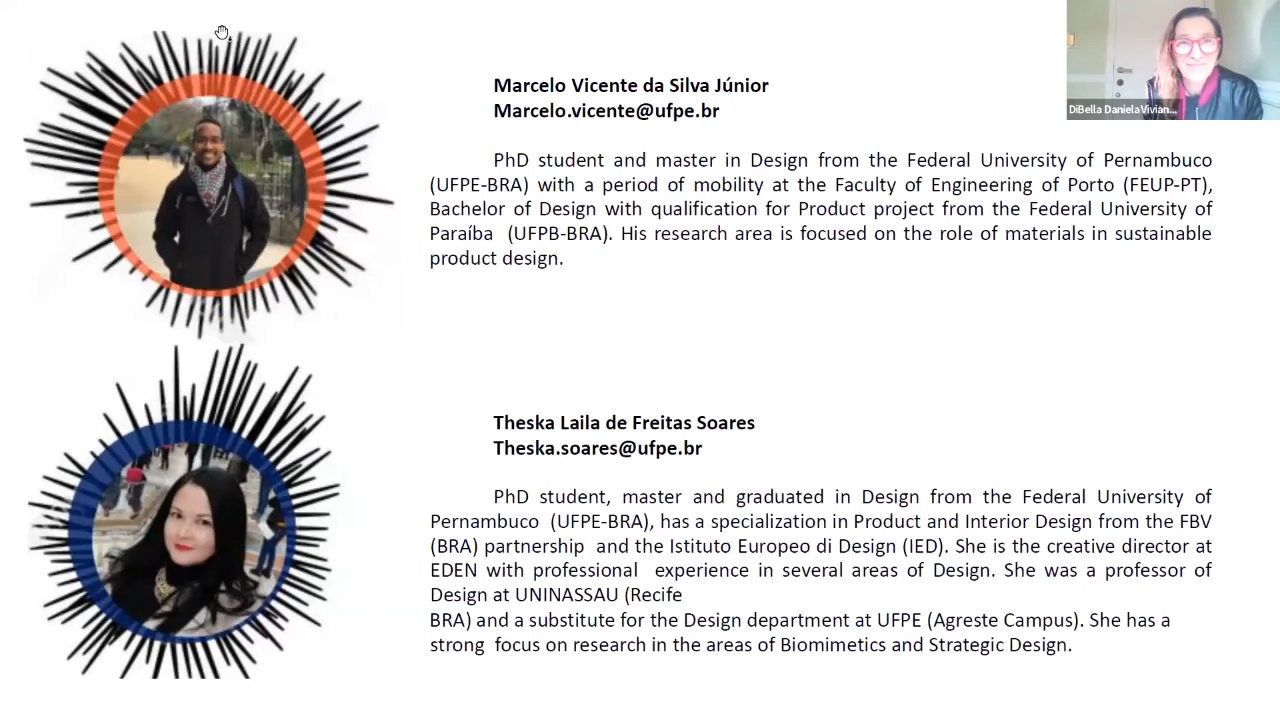 Marcelo Vicente da Silva Júnior
Marcelo.vicente@ufpe.br
PhD student and master in Design from the Federal University of Pernambuco
(UFPE-BRA) with a period of mobility at the Faculty of Engineering of Porto (FEUP-PT),
Bachelor of Design with qualification for Product project from the Federal University of
Paraíba (UFPB-BRA). His research area is focused on the role of materials in sustainable
product design.
DiBella DanielaVivian...
Theska Laila de Freitas Soares
Theska.soares@ufpe.br
PhD student, master and graduated in Design from the Federal University of
Pernambuco (UFPE-BRA), has a specialization in Product and Interior Design from the FBV
(BRA) partnership and the Istituto Europeo di Design (IED). She is the creative director at
EDEN with professional experience in several areas of Design. She was a professor of
Design at UNINASSAU (Recife
BRA) and a substitute for the Design department at UFPE (Agreste Campus). She has a
strong focus on research in the areas of Biomimetics and Strategic Design.